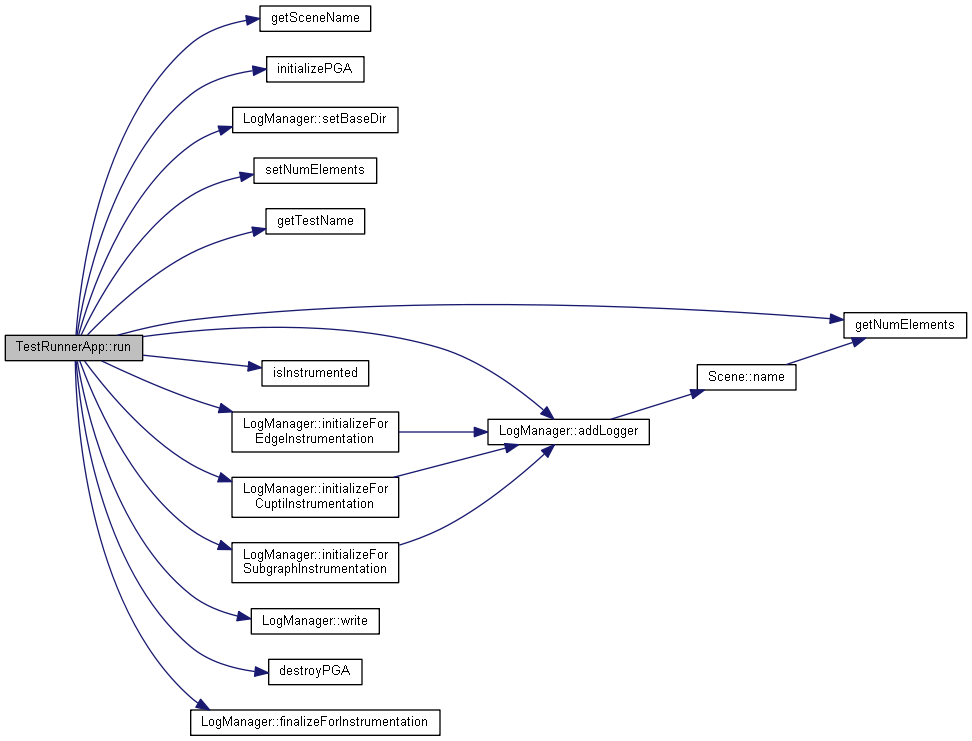 getSceneName
initializePGA
LogManager::setBaseDir
setNumElements
getTestName
getNumElements
TestRunnerApp::run
isInstrumented
Scene::name
LogManager::initializeFor
EdgeInstrumentation
LogManager::addLogger
LogManager::initializeFor
CuptiInstrumentation
LogManager::initializeFor
SubgraphInstrumentation
LogManager::write
destroyPGA
LogManager::finalizeForInstrumentation